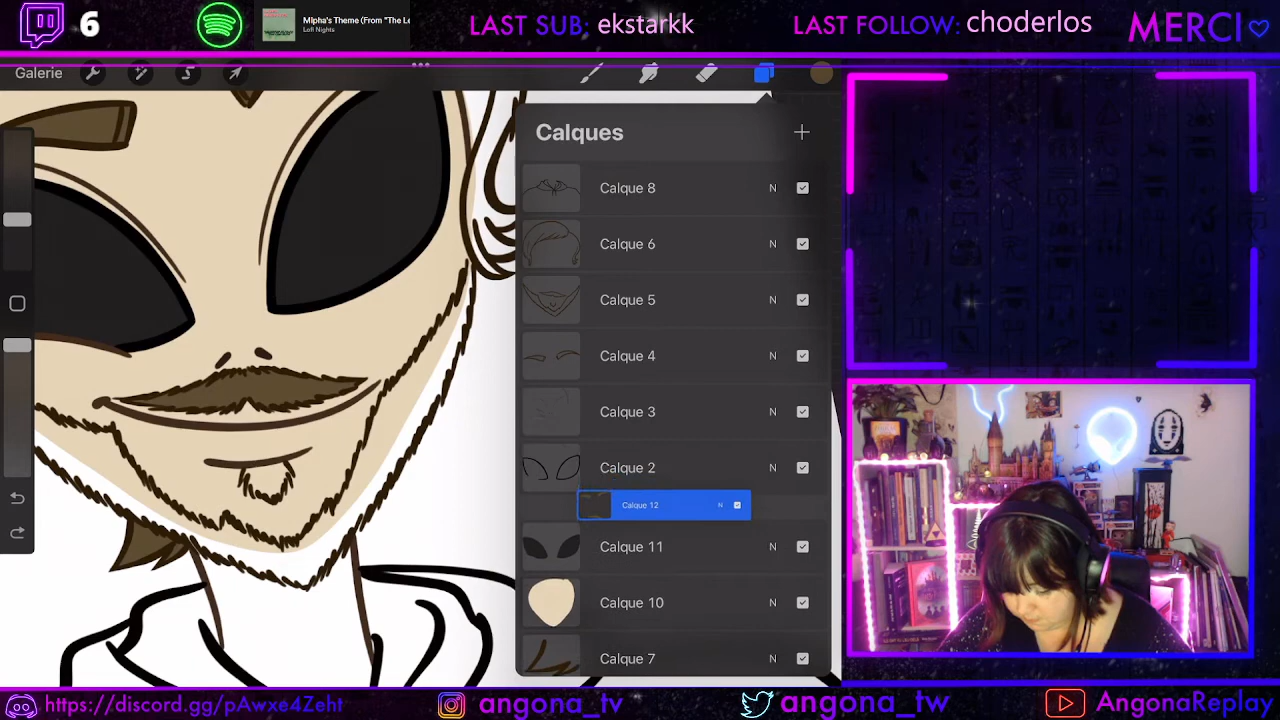 6
Mipha's Theme (From "The Le
Lofi Nights
LAST SUB: ekstarkk
LAST FOLLOW: choderlos
MERCI
Galerie
Calques
Calque 8 N
Calque 6 N
Calque 5 N
Calque 4 N
Calque 3 N
Calque 2 N
Calque 12 N
Calque 11 N
Calque 10 N
Calque 7 N
https://discord.gg/pAwxe4Zeht
angona_tv
angona_tw
AngonaReplay